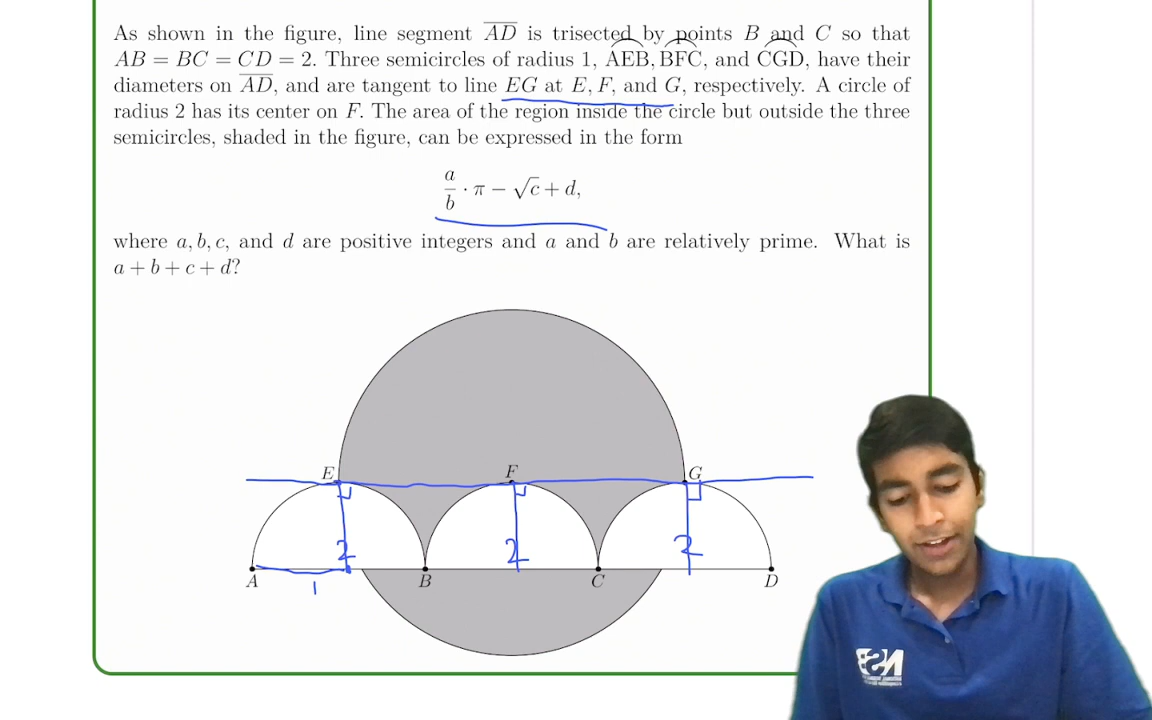 As shown in the figure, line segment AD is trisected by points B and C so that
AB = BC = CD = 2. Three semicircles of radius 1, AEB, BFC, and CGD, have their
diameters on AD, and are tangent to line EG at E, F, and G, respectively. A circle of
radius 2 has its center on F. The area of the region inside the circle but outside the three
semicircles, shaded in the figure, can be expressed in the form
a/b · π − √c + d,
where a, b, c, and d are positive integers and a and b are relatively prime. What is
a + b + c + d?
E F G
2 2 2
A B C D
1